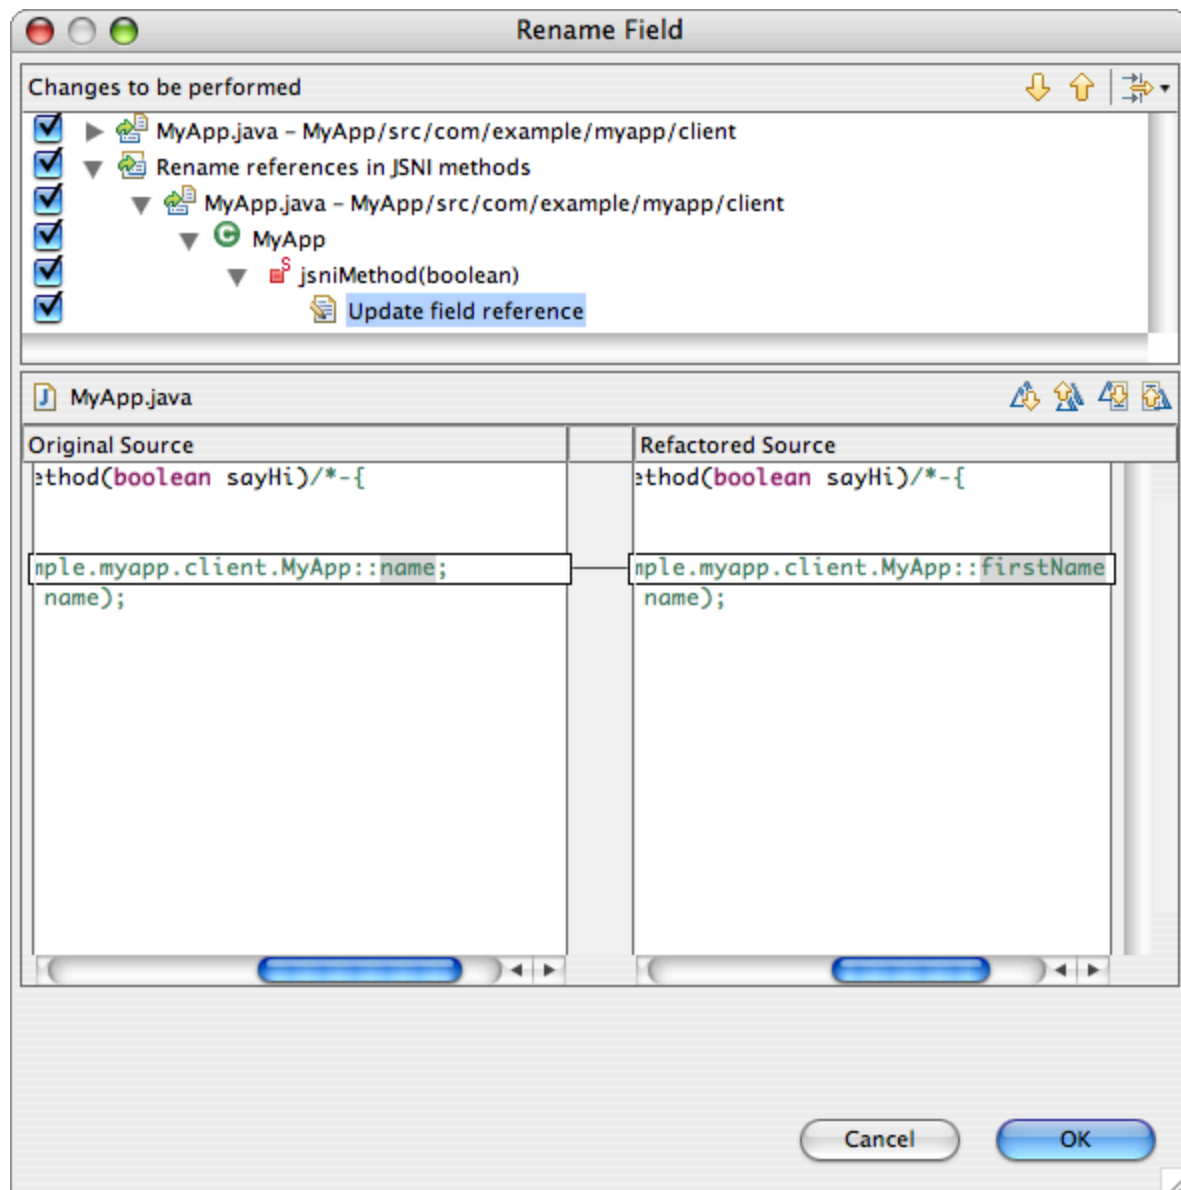 Rename Field
Changes to be performed
MyApp.java – MyApp/src/com/example/myapp/client
Rename references in JSNI methods
MyApp.java – MyApp/src/com/example/myapp/client
C MyApp
S jsniMethod(boolean)
Update field reference
J MyApp.java
Original Source
Refactored Source
ethod(boolean sayHi)/*-{
ethod(boolean sayHi)/*-{
mple.myapp.client.MyApp::name;
mple.myapp.client.MyApp::firstName
name);
name);
Cancel
OK